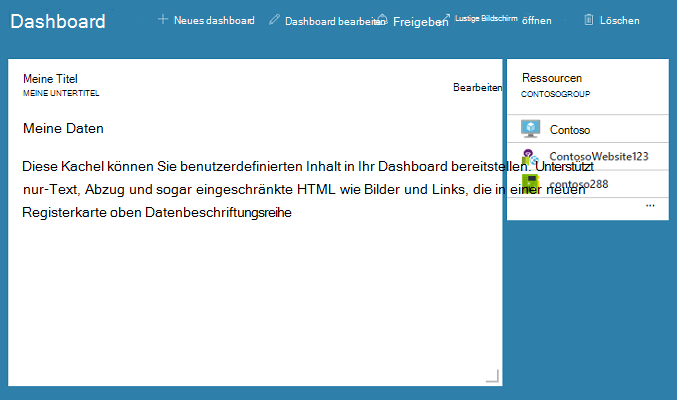 Dashboard
Neues dashboard
Dashboard bearbeiten
Freigeben
Lustige Bildschirm
öffnen
Löschen
Meine Titel
MEINE UNTERTITEL
Bearbeiten
Meine Daten
Diese Kachel können Sie benutzerdefinierten Inhalt in Ihr Dashboard bereitstellen. Unterstützt
nur-Text, Abzug und sogar eingeschränkte HTML wie Bilder und Links, die in einer neuen
Registerkarte oben Datenbeschriftungsreihe
Ressourcen
CONTOSOGROUP
Contoso
ContosoWebsite123
contoso288
...